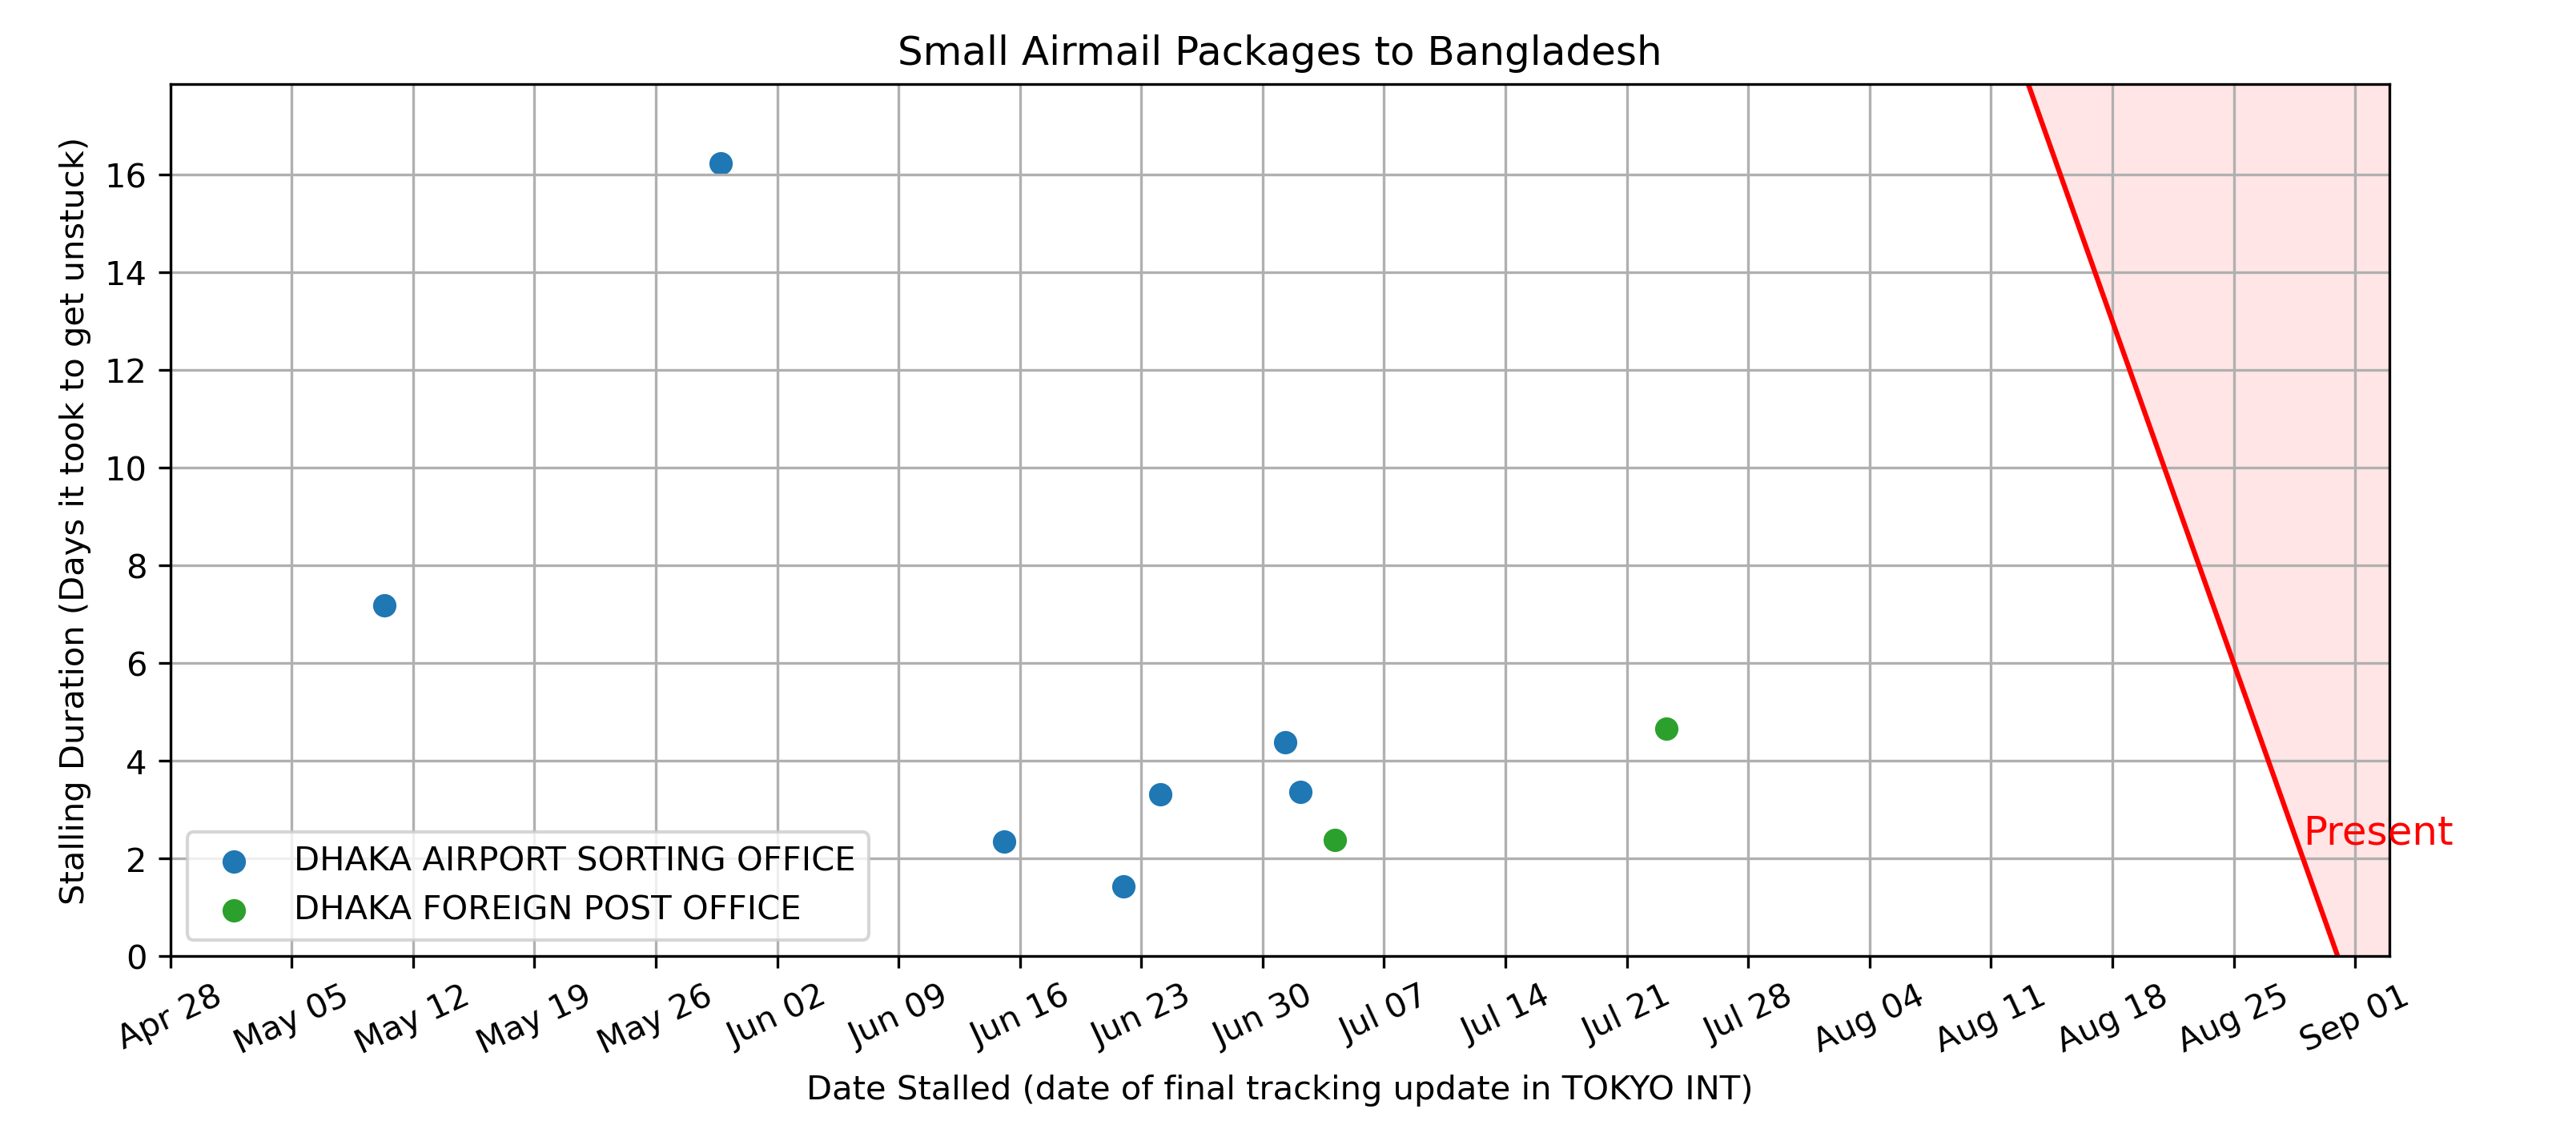 Small Airmail Packages to Bangladesh
Stalling Duration (Days it took to get unstuck)
16
14
12
10
8
6
4
2
0
Present
DHAKA AIRPORT SORTING OFFICE
DHAKA FOREIGN POST OFFICE
Apr 28
May 05
May 12
May 19
May 26
Jun 02
Jun 09
Jun 16
Jun 23
Jun 30
Jul 07
Jul 14
Jul 21
Jul 28
Aug 04
Aug 11
Aug 18
Aug 25
Sep 01
Date Stalled (date of final tracking update in TOKYO INT)